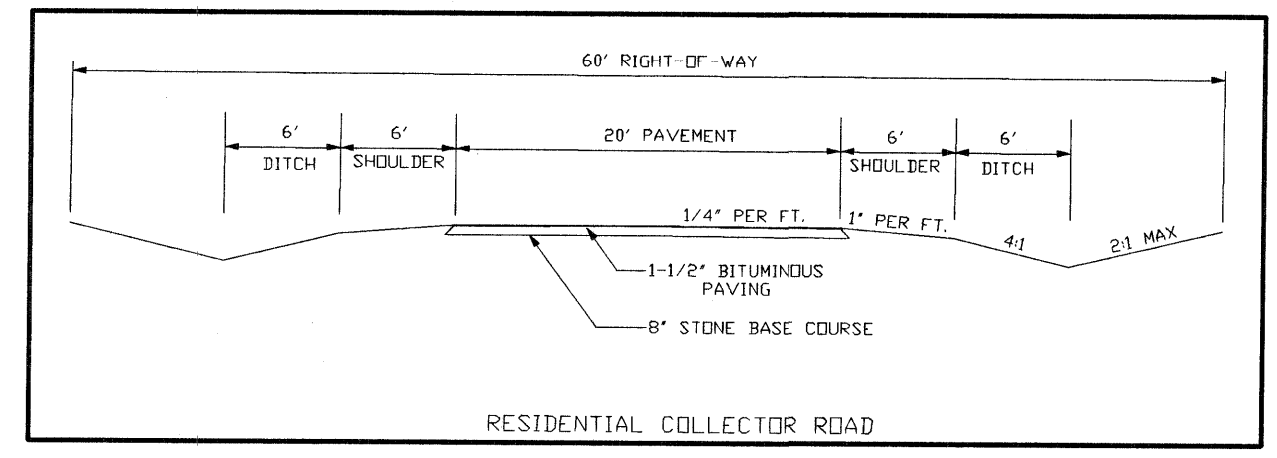 60' RIGHT-OF-WAY
6'
6'
20' PAVEMENT
6'
6'
DITCH
SHOULDER
SHOULDER
DITCH
1/4" PER FT.
1" PER FT.
4:1
2:1 MAX
1-1/2" BITUMINOUS
PAVING
8" STONE BASE COURSE
RESIDENTIAL COLLECTOR ROAD